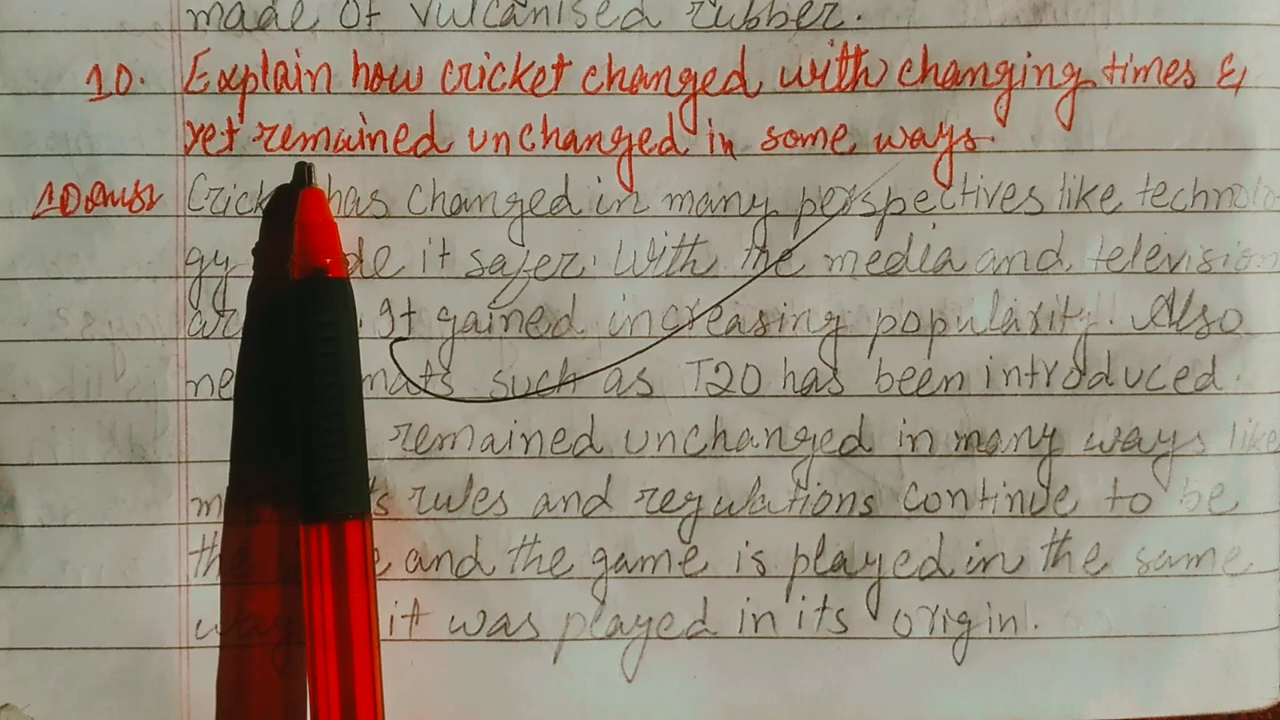 made of vulcanised rubber.
10. Explain how cricket changed with changing times &
yet remained unchanged in some ways.
10 Ans: has changed in many perspectives like technolo
gy it safer. With the media and television
It gained increasing popularity. Also
such as T20 has been introduced.
remained unchanged in many ways like
rules and regulations continue to be
and the game is played in the same
it was played in its origin.